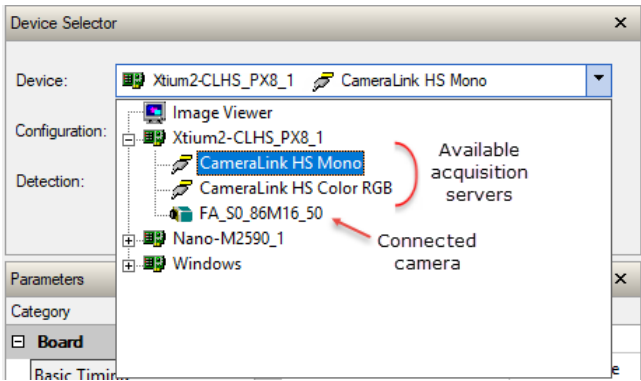 Device Selector
Device:
Xtium2-CLHS_PX8_1 CameraLink HS Mono
Image Viewer
Configuration:
Xtium2-CLHS_PX8_1
CameraLink HS Mono
Available
acquisition
servers
Detection:
CameraLink HS Color RGB
FA_S0_86M16_50
Nano-M2590_1
Connected
camera
Windows
Parameters
Category
Board
Basic Timing
e